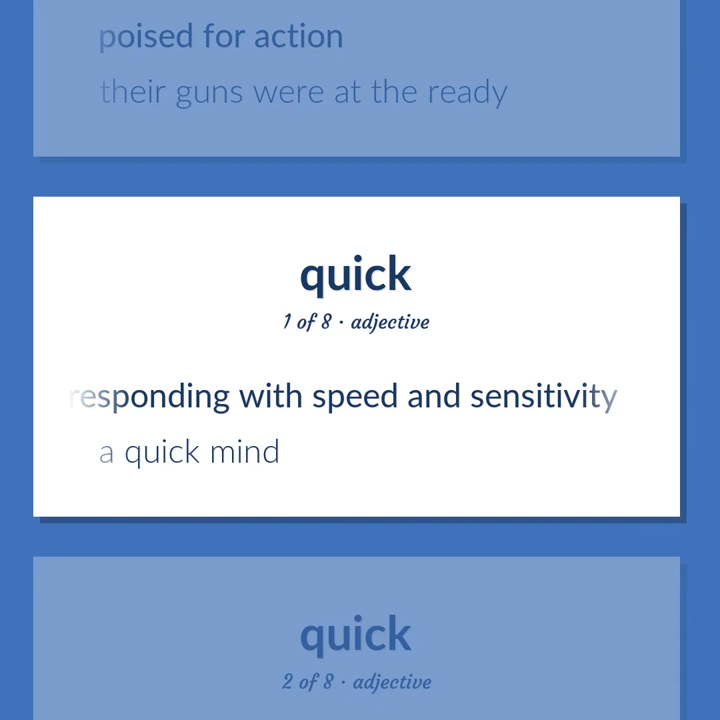 poised for action
their guns were at the ready
quick
1 of 8 · adjective
responding with speed and sensitivity
a quick mind
quick
2 of 8 · adjective